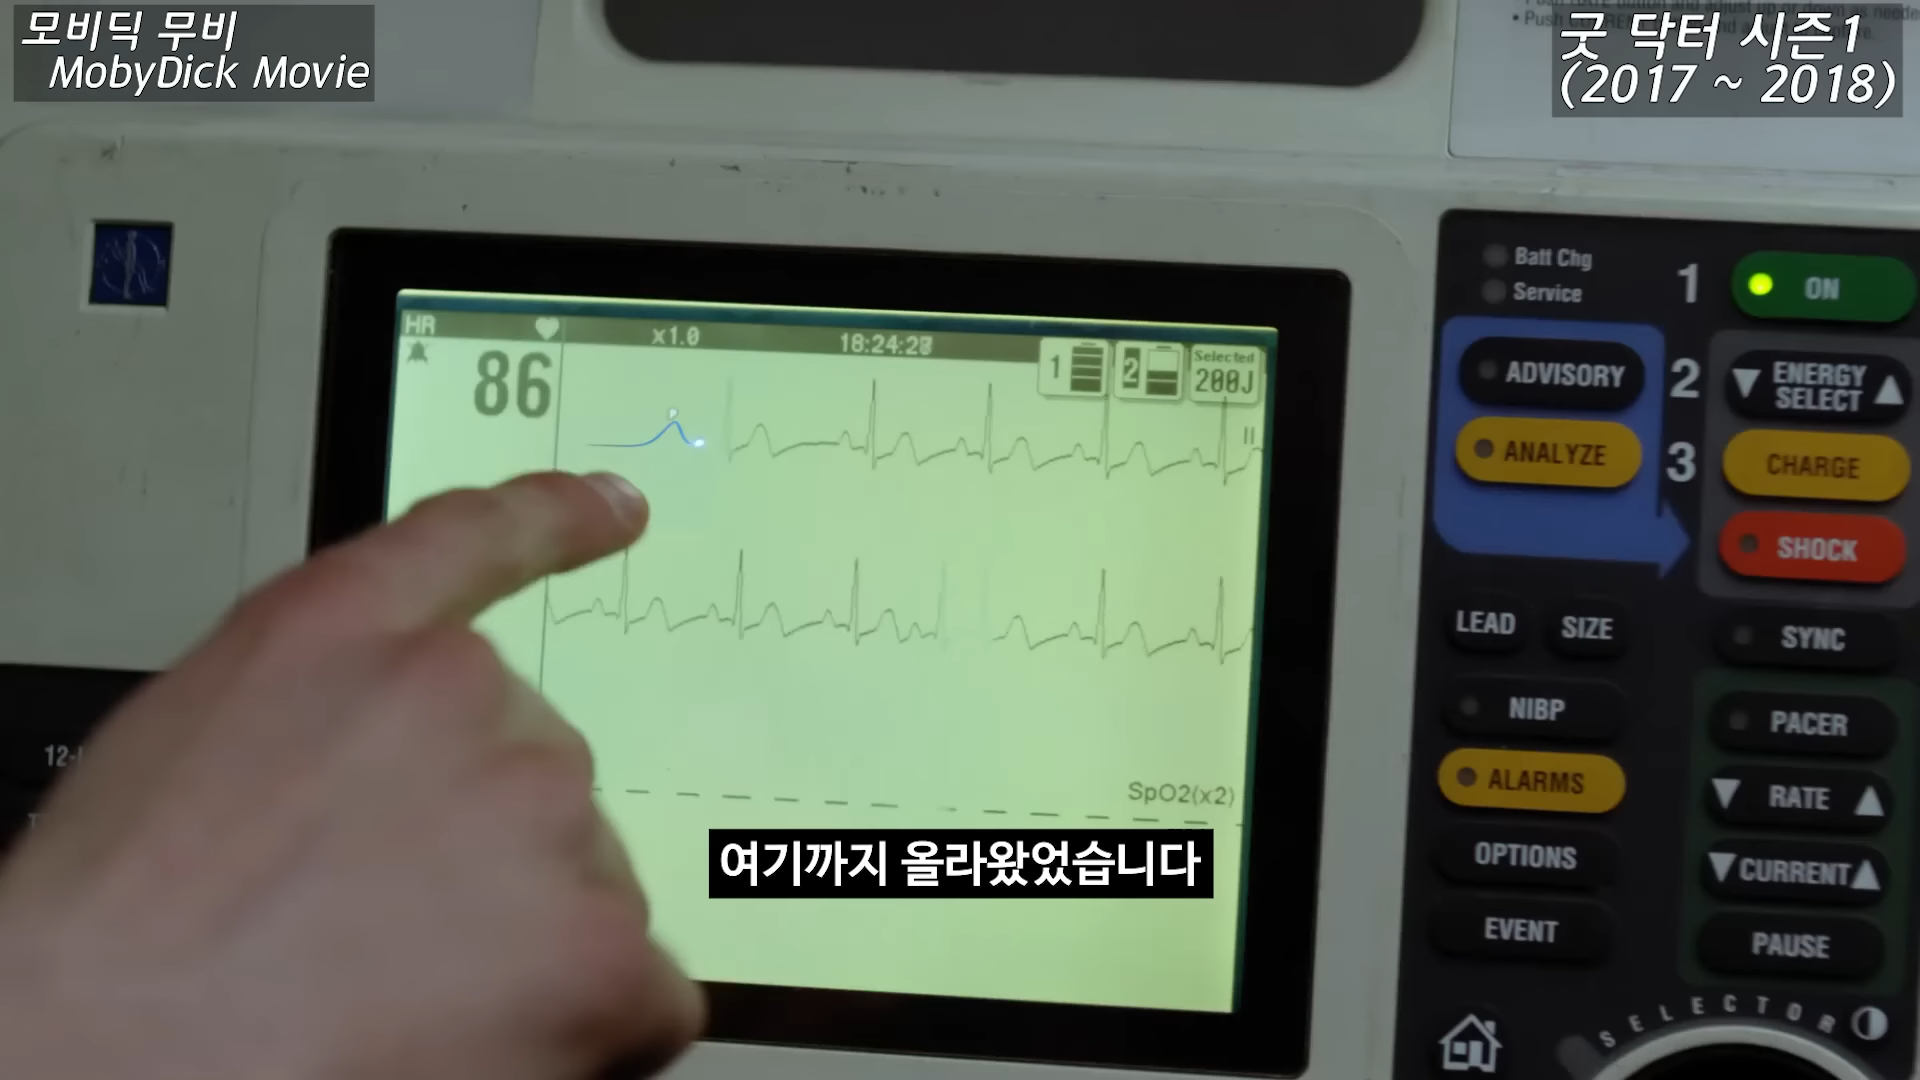 모비딕 무비
MobyDick Movie
굿 닥터 시즌1
(2017 ~ 2018)
HR
x1.0
86
1
2
Selected
200J
P
II
SpO2(x2)
Batt Chg
Service
1
ON
ADVISORY
2
ENERGY
SELECT
ANALYZE
3
CHARGE
SHOCK
LEAD
SIZE
SYNC
NIBP
PACER
ALARMS
RATE
OPTIONS
CURRENT
EVENT
PAUSE
SELECTOR
여기까지 올라왔었습니다